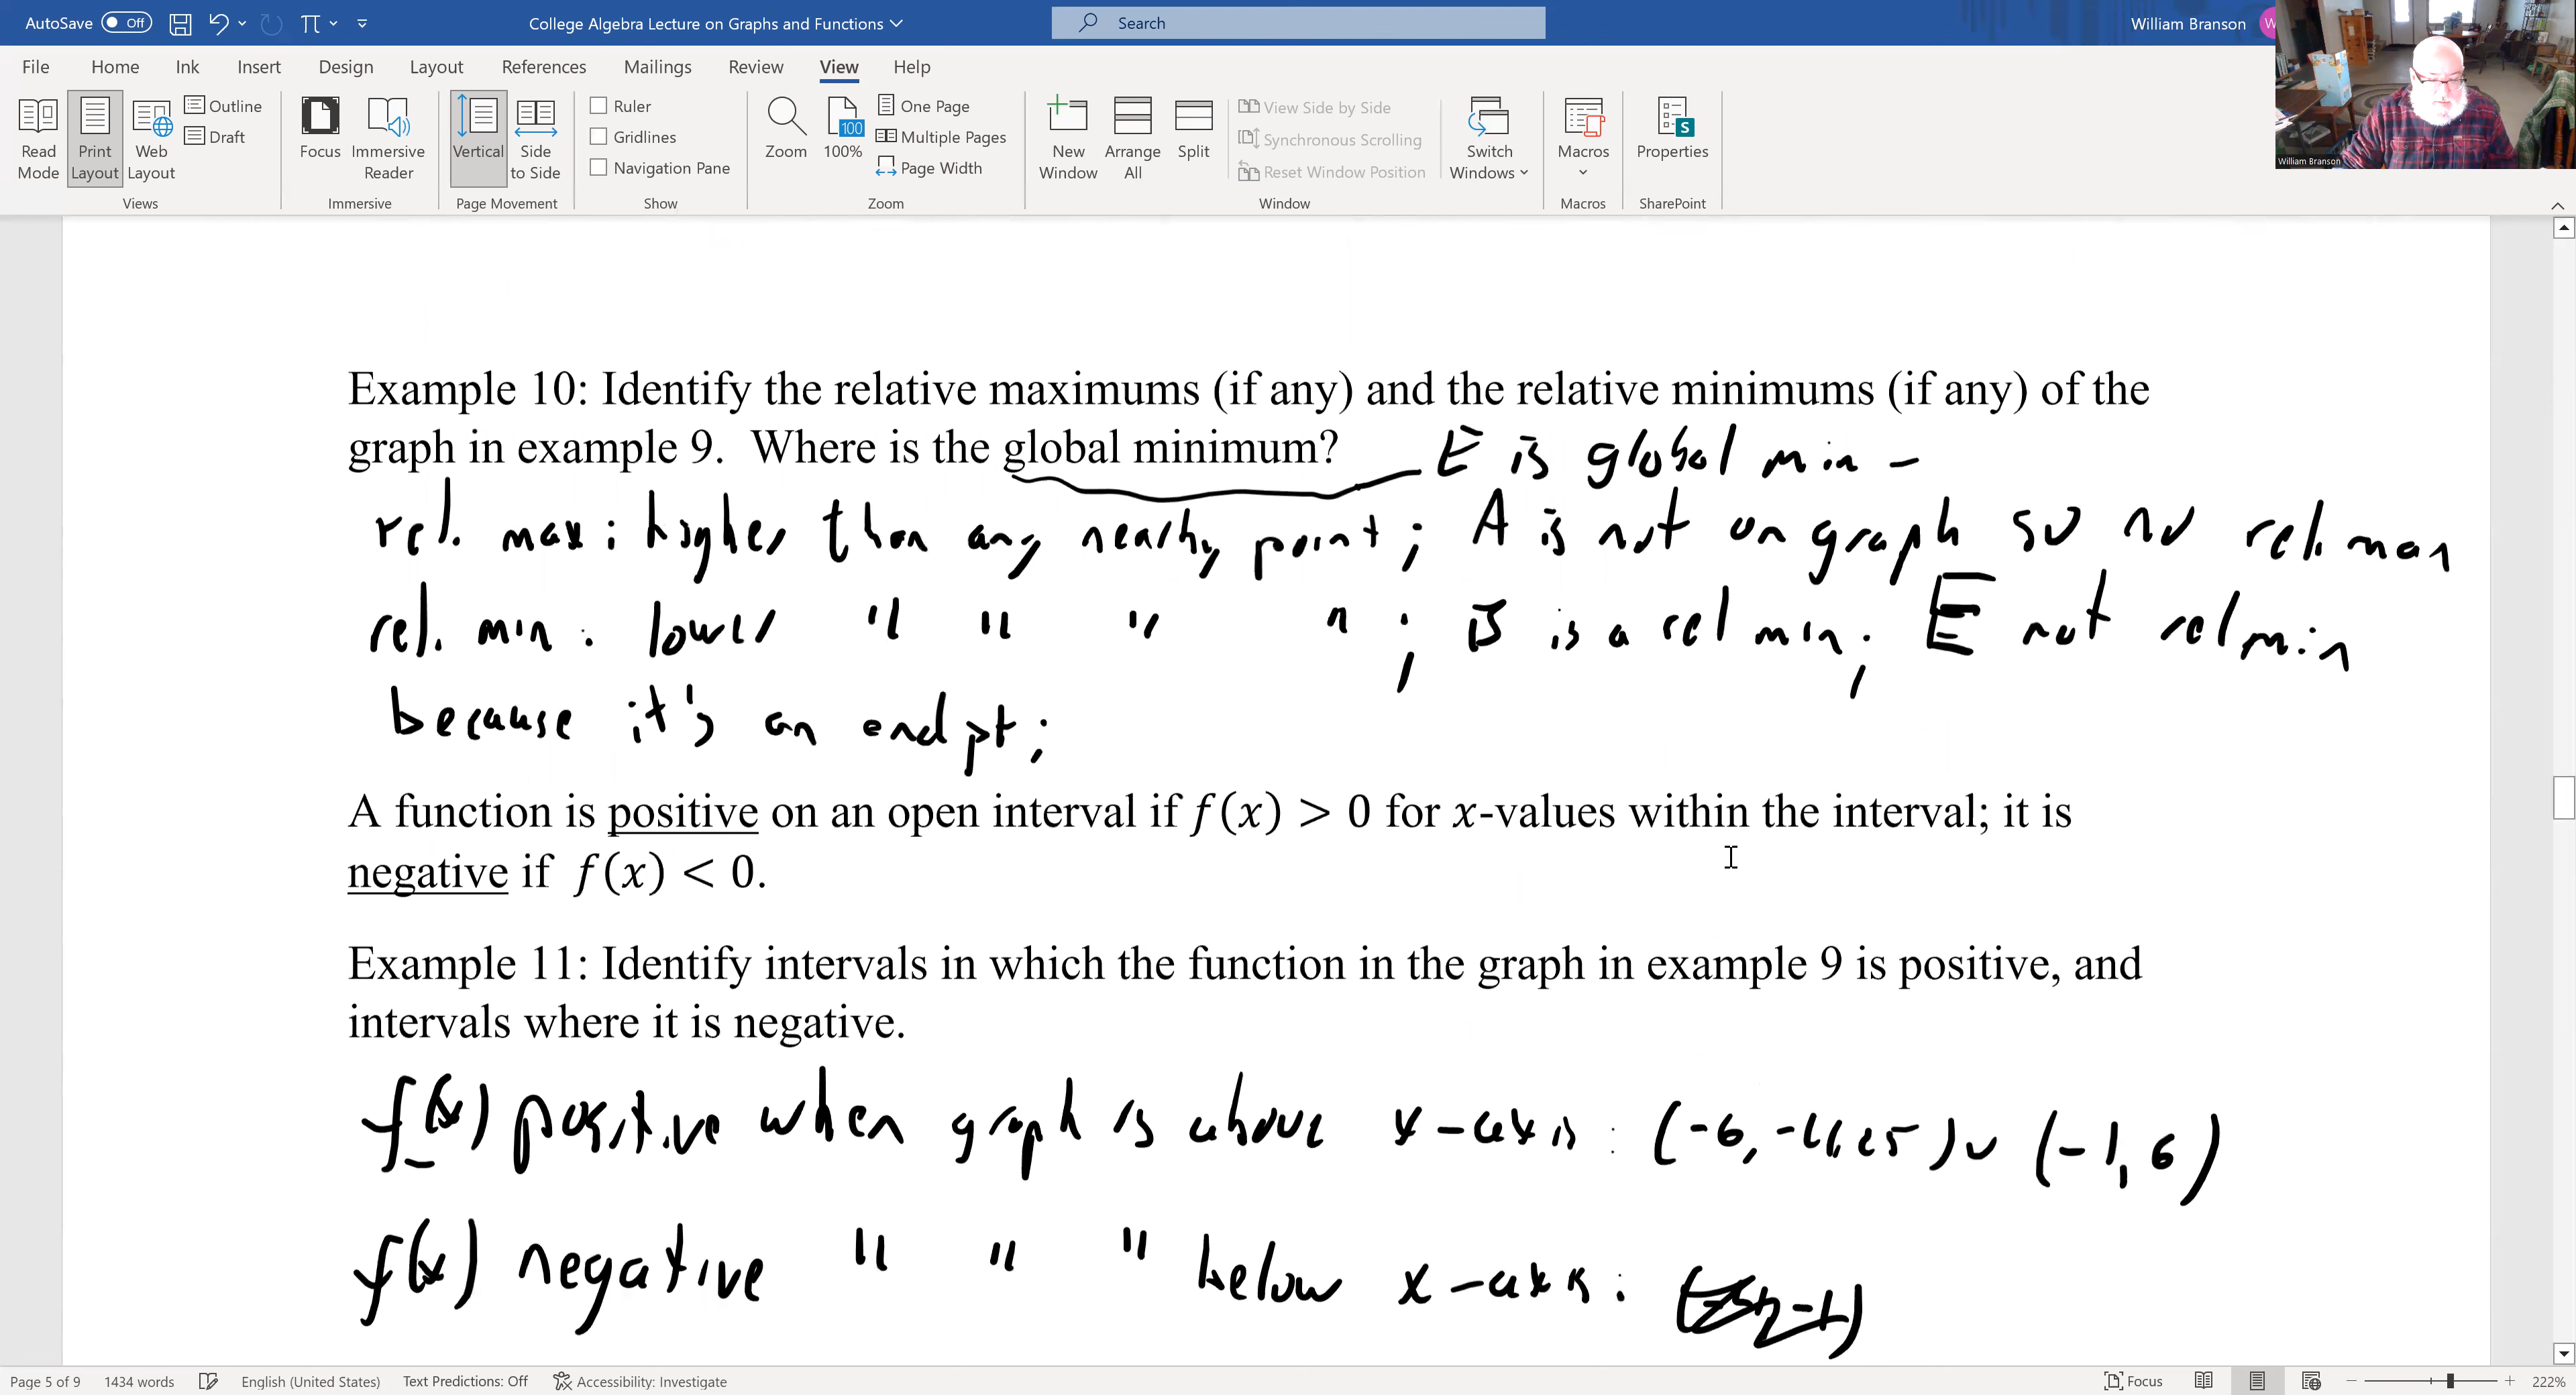 AutoSave Off College Algebra Lecture on Graphs and Functions Search William Branson W
File Home Ink Insert Design Layout References Mailings Review View Help
Read Mode Print Layout Web Layout Outline Draft Focus Immersive Reader Vertical Side to Side Ruler Gridlines Navigation Pane Zoom 100 100% One Page Multiple Pages Page Width New Window Arrange All Split View Side by Side Synchronous Scrolling Reset Window Position Switch Windows Macros S Properties
Views Immersive Page Movement Show Zoom Window Macros SharePoint
William Branson
Example 10: Identify the relative maximums (if any) and the relative minimums (if any) of the
graph in example 9. Where is the global minimum? E is global min -
rel. max: higher than any nearby point; A is not on graph so no rel. max
rel. min: lower " " " " ; B is a rel min; E not rel min
because it's an end pt;
A function is positive on an open interval if f(x) > 0 for x-values within the interval; it is
negative if f(x) < 0.
Example 11: Identify intervals in which the function in the graph in example 9 is positive, and
intervals where it is negative.
f(x) positive when graph is above x-axis: (-6, ) ∪ (-1, 6)
f(x) negative " " " below x-axis:
Page 5 of 9 1434 words English (United States) Text Predictions: Off Accessibility: Investigate Focus 222%